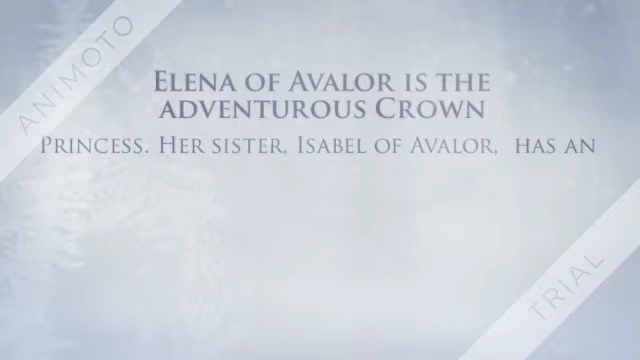 ANIMOTO
Elena of Avalor is the
adventurous Crown
Princess. Her sister, Isabel of Avalor, has an
TRIAL